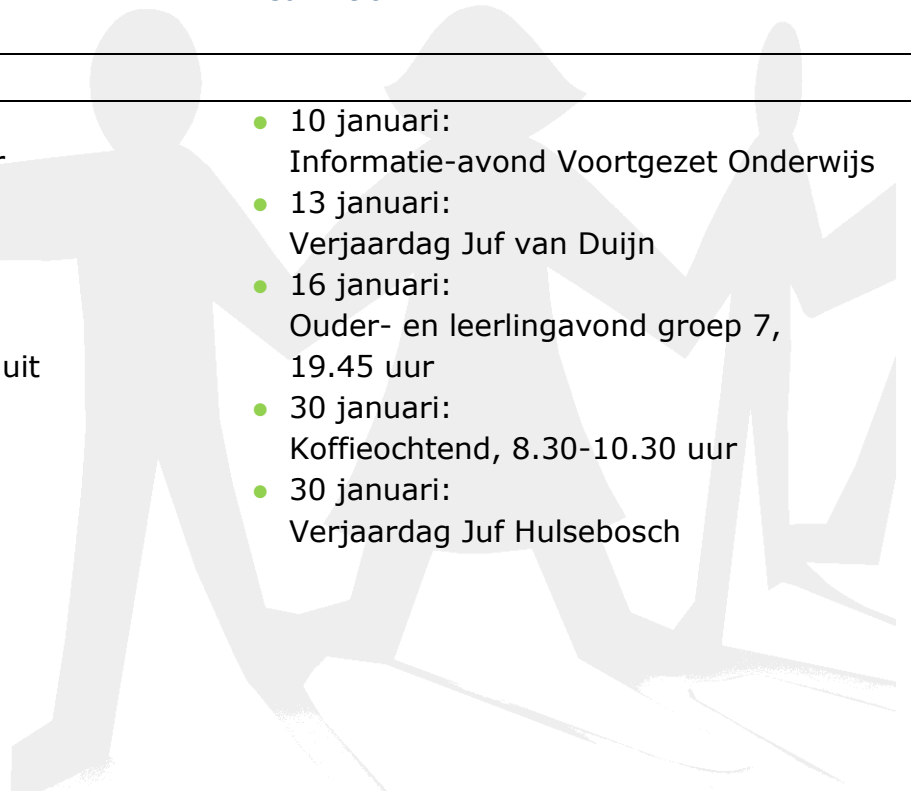 ● 10 januari:
Informatie-avond Voortgezet Onderwijs
● 13 januari:
Verjaardag Juf van Duijn
● 16 januari:
Ouder- en leerlingavond groep 7,
uit
19.45 uur
● 30 januari:
Koffieochtend, 8.30-10.30 uur
● 30 januari:
Verjaardag Juf Hulsebosch